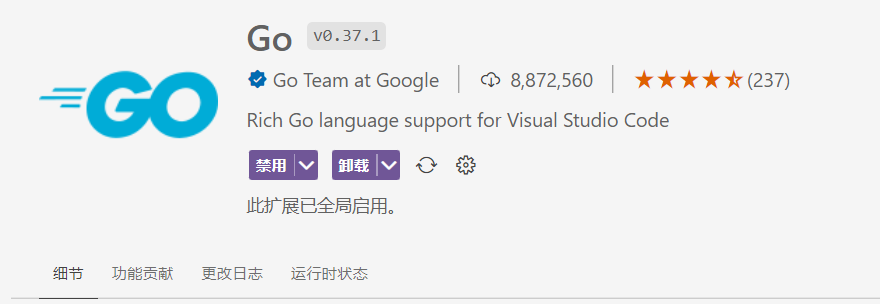 GO
Go v0.37.1
Go Team at Google 8,872,560 (237)
Rich Go language support for Visual Studio Code
禁用 卸载
此扩展已全局启用。
细节 功能贡献 更改日志 运行时状态